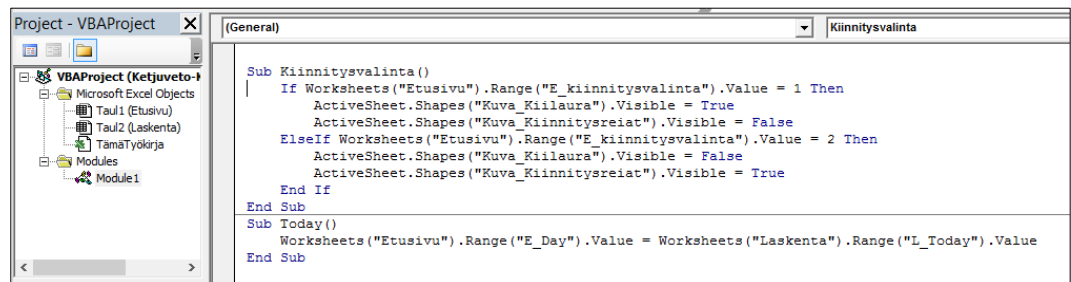 Project - VBAProject
VBAProject (Ketjuveto-
Microsoft Excel Objects
Taul1 (Etusivu)
Taul2 (Laskenta)
TämäTyökirja
Modules
Module1
(General)
Kiinnitysvalinta
Sub Kiinnitysvalinta()
If Worksheets("Etusivu").Range("E_kiinnitysvalinta").Value = 1 Then
ActiveSheet.Shapes("Kuva_Kiilaura").Visible = True
ActiveSheet.Shapes("Kuva_Kiinnitysreiat").Visible = False
ElseIf Worksheets("Etusivu").Range("E_kiinnitysvalinta").Value = 2 Then
ActiveSheet.Shapes("Kuva_Kiilaura").Visible = False
ActiveSheet.Shapes("Kuva_Kiinnitysreiat").Visible = True
End If
End Sub
Sub Today()
Worksheets("Etusivu").Range("E_Day").Value = Worksheets("Laskenta").Range("L_Today").Value
End Sub